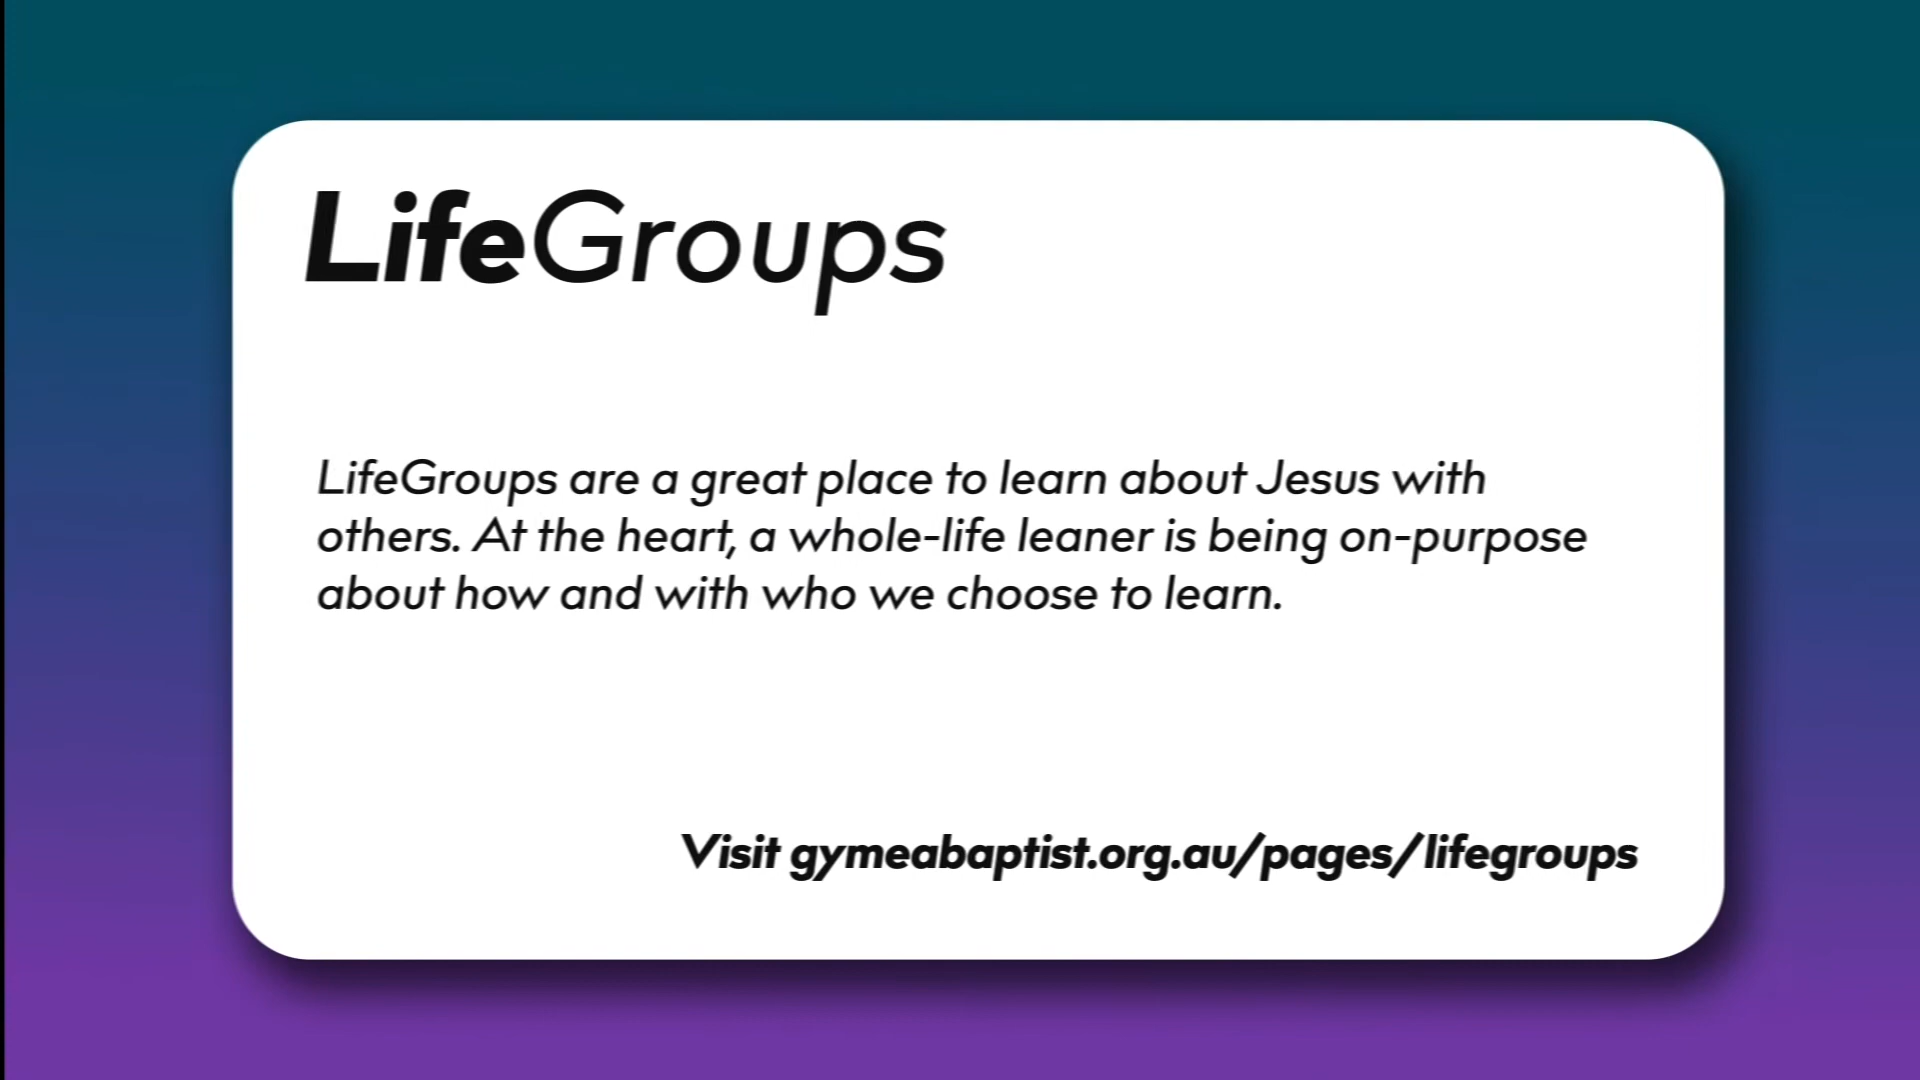 LifeGroups
LifeGroups are a great place to learn about Jesus with
others. At the heart, a whole-life leaner is being on-purpose
about how and with who we choose to learn.
Visit gymeabaptist.org.au/pages/lifegroups